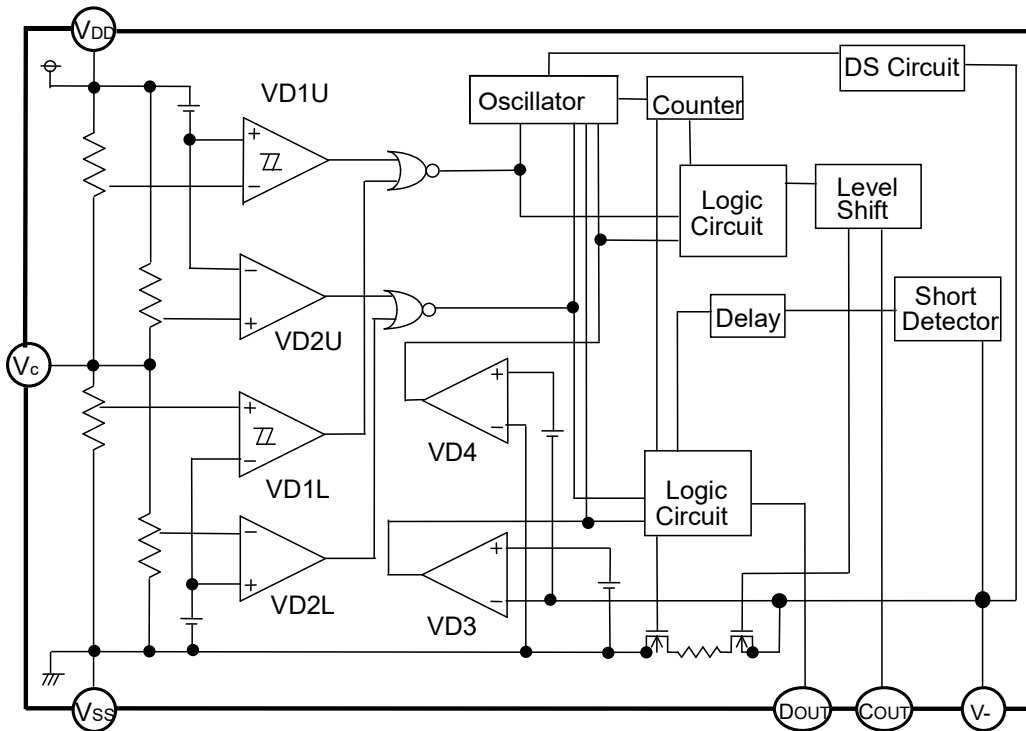 VDD
DS Circuit
VD1U
Oscillator
Counter
+
−
Logic
Circuit
Level
Shift
−
+
VD2U
Delay
Short
Detector
Vc
+
−
VD4
+
−
VD1L
Logic
Circuit
−
+
VD2L
+
−
VD3
VSS
DOUT
COUT
V-